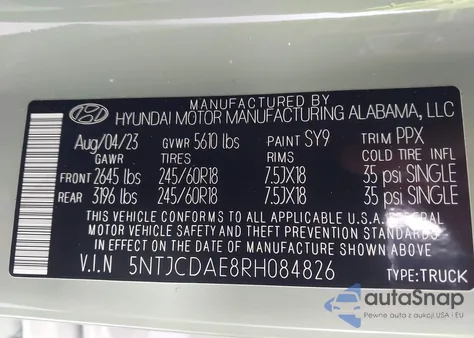 MANUFACTURED BY
HYUNDAI MOTOR MANUFACTURING ALABAMA, LLC
Aug/04/23 GVWR 5610 lbs PAINT SY9 TRIM PPX
GAWR TIRES RIMS COLD TIRE INFL
FRONT 2645 lbs 245/60R18 7.5JX18 35 psi SINGLE
REAR 3196 lbs 245/60R18 7.5JX18 35 psi SINGLE
THIS VEHICLE CONFORMS TO ALL APPLICABLE U.S.A. FEDERAL
MOTOR VEHICLE SAFETY AND THEFT PREVENTION STANDARDS
IN EFFECT ON THE DATE OF MANUFACTURE SHOWN ABOVE.
V.I.N 5NTJCDAE8RH084826 TYPE:TRUCK
autoSnap
Pewne auta z aukcji USA i EU